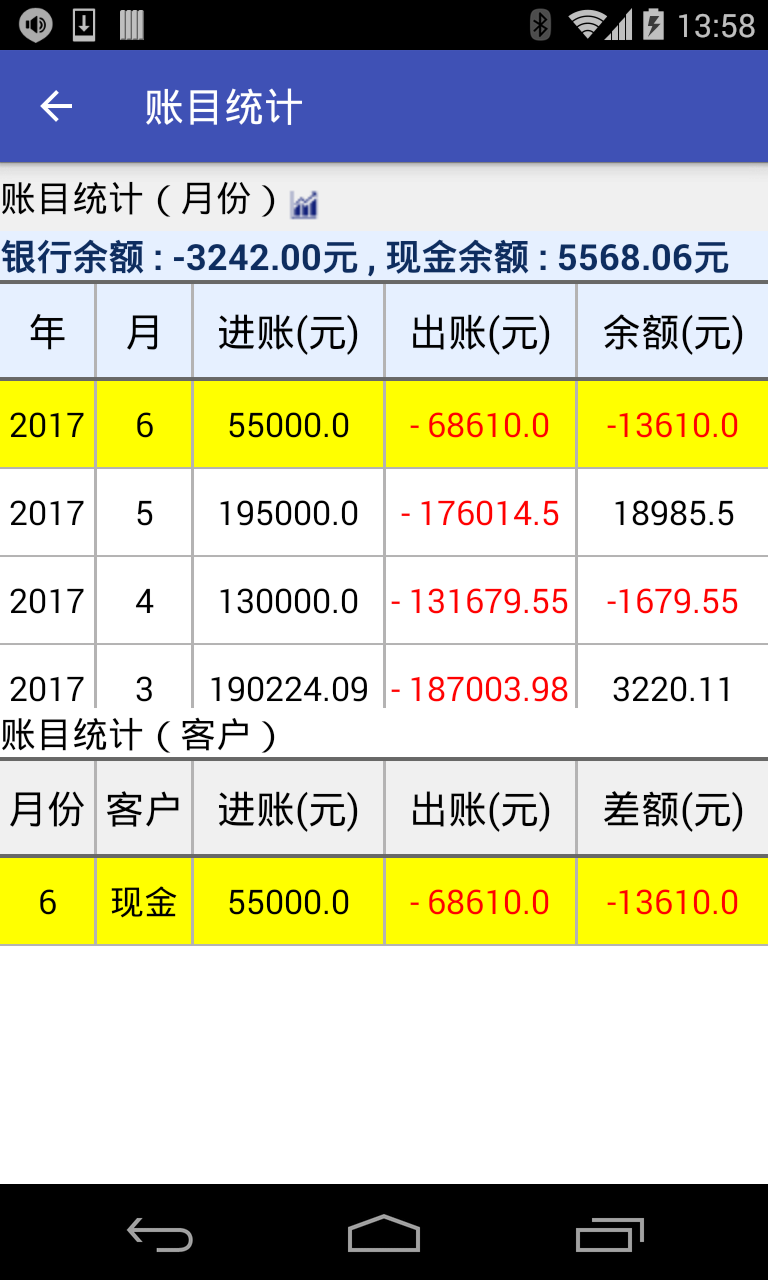 13:58
账目统计
账目统计（月份）
银行余额 : -3242.00元 , 现金余额 : 5568.06元
年 月 进账(元) 出账(元) 余额(元)
2017 6 55000.0 - 68610.0 -13610.0
2017 5 195000.0 - 176014.5 18985.5
2017 4 130000.0 - 131679.55 -1679.55
2017 3 190224.09 - 187003.98 3220.11
账目统计（客户）
月份 客户 进账(元) 出账(元) 差额(元)
6 现金 55000.0 - 68610.0 -13610.0